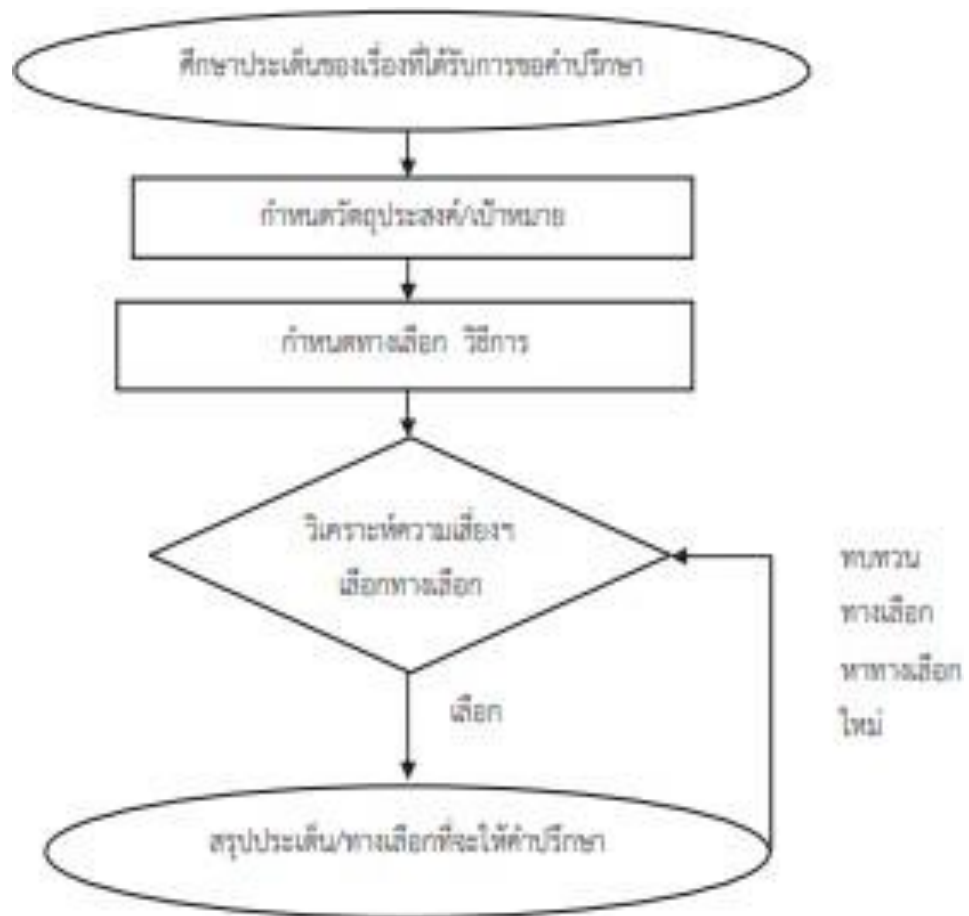 ศึกษาประเด็นของเรื่องที่ได้รับการขอคำปรึกษา
กำหนดวัตถุประสงค์/เป้าหมาย
กำหนดทางเลือก วิธีการ
วิเคราะห์ความเสี่ยงฯ
เลือกทางเลือก
ทบทวน
ทางเลือก
หาทางเลือก
ใหม่
เลือก
สรุปประเด็น/ทางเลือกที่จะให้คำปรึกษา